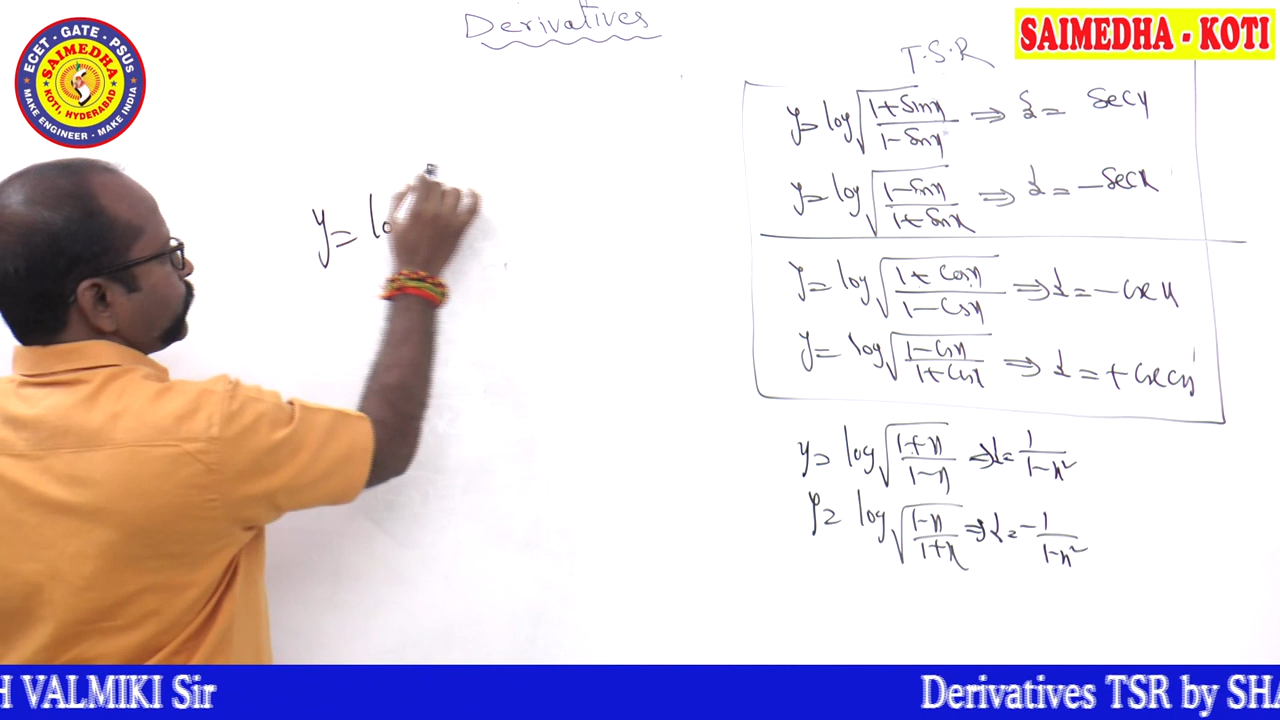 Derivatives
ECET - GATE - PSUS
SAIMEDHA
KOTI, HYDERABAD
MAKE ENGINEER - MAKE INDIA
SAIMEDHA - KOTI
T.S.R
y = log √(1+Sinx / 1-Sinx) ⇒ d = Secx
y = log √(1-Sinx / 1+Sinx) ⇒ d = -Secx
y = log √(1+Cosx / 1-Cosx) ⇒ d = -Cscx
y = log √(1-Cosx / 1+Cosx) ⇒ d = +
y = log √(1+x / 1-x) ⇒ d = 1 / 1-x²
y = log √(1-x / 1+x) ⇒ d = -1 / 1-x²
y = lo
H VALMIKI Sir
Derivatives TSR by SHA